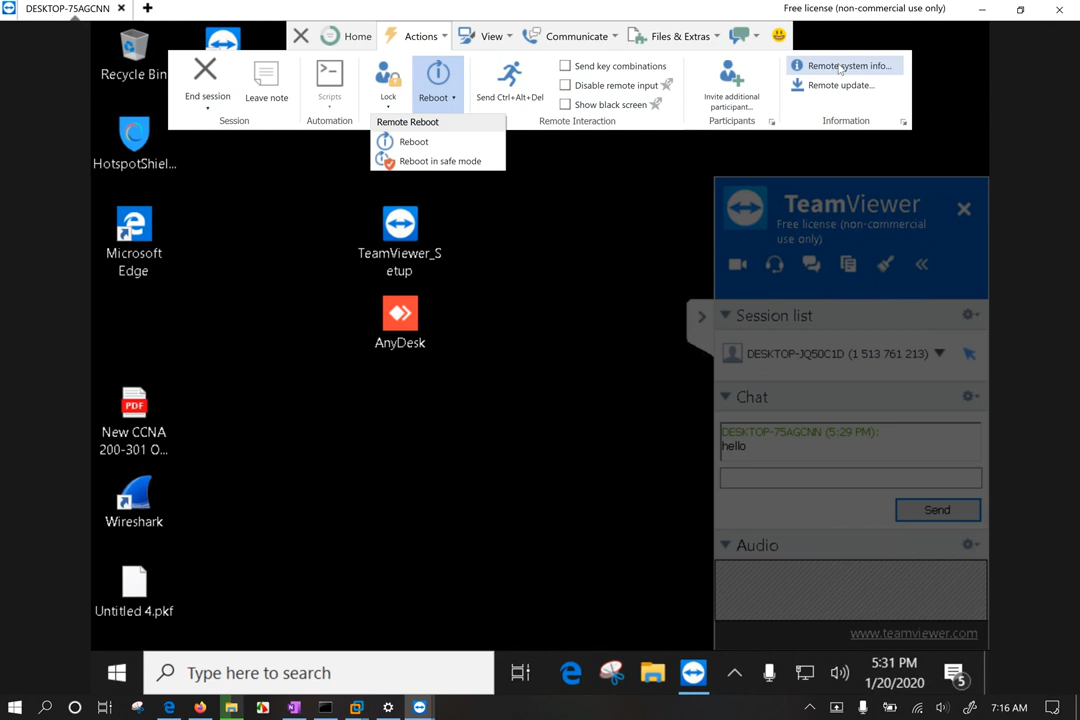 DESKTOP-75AGCNN
Free license (non-commercial use only)
Home
Actions
View
Communicate
Files & Extras
End session
Leave note
Scripts
Lock
Reboot
Send Ctrl+Alt+Del
Send key combinations
Disable remote input
Show black screen
Invite additional
participant...
Remote system info...
Remote update...
Session
Automation
Remote Interaction
Participants
Information
Remote Reboot
Reboot
Reboot in safe mode
Recycle Bin
HotspotShiel...
Microsoft
Edge
New CCNA
200-301 O...
Wireshark
Untitled 4.pkf
TeamViewer_S
etup
AnyDesk
TeamViewer
Free license (non-commercial
use only)
Session list
DESKTOP-JQ50C1D (1 513 761 213)
Chat
DESKTOP-75AGCNN (5:29 PM):
hello
Send
Audio
www.teamviewer.com
Type here to search
5:31 PM
1/20/2020
5
7:16 AM